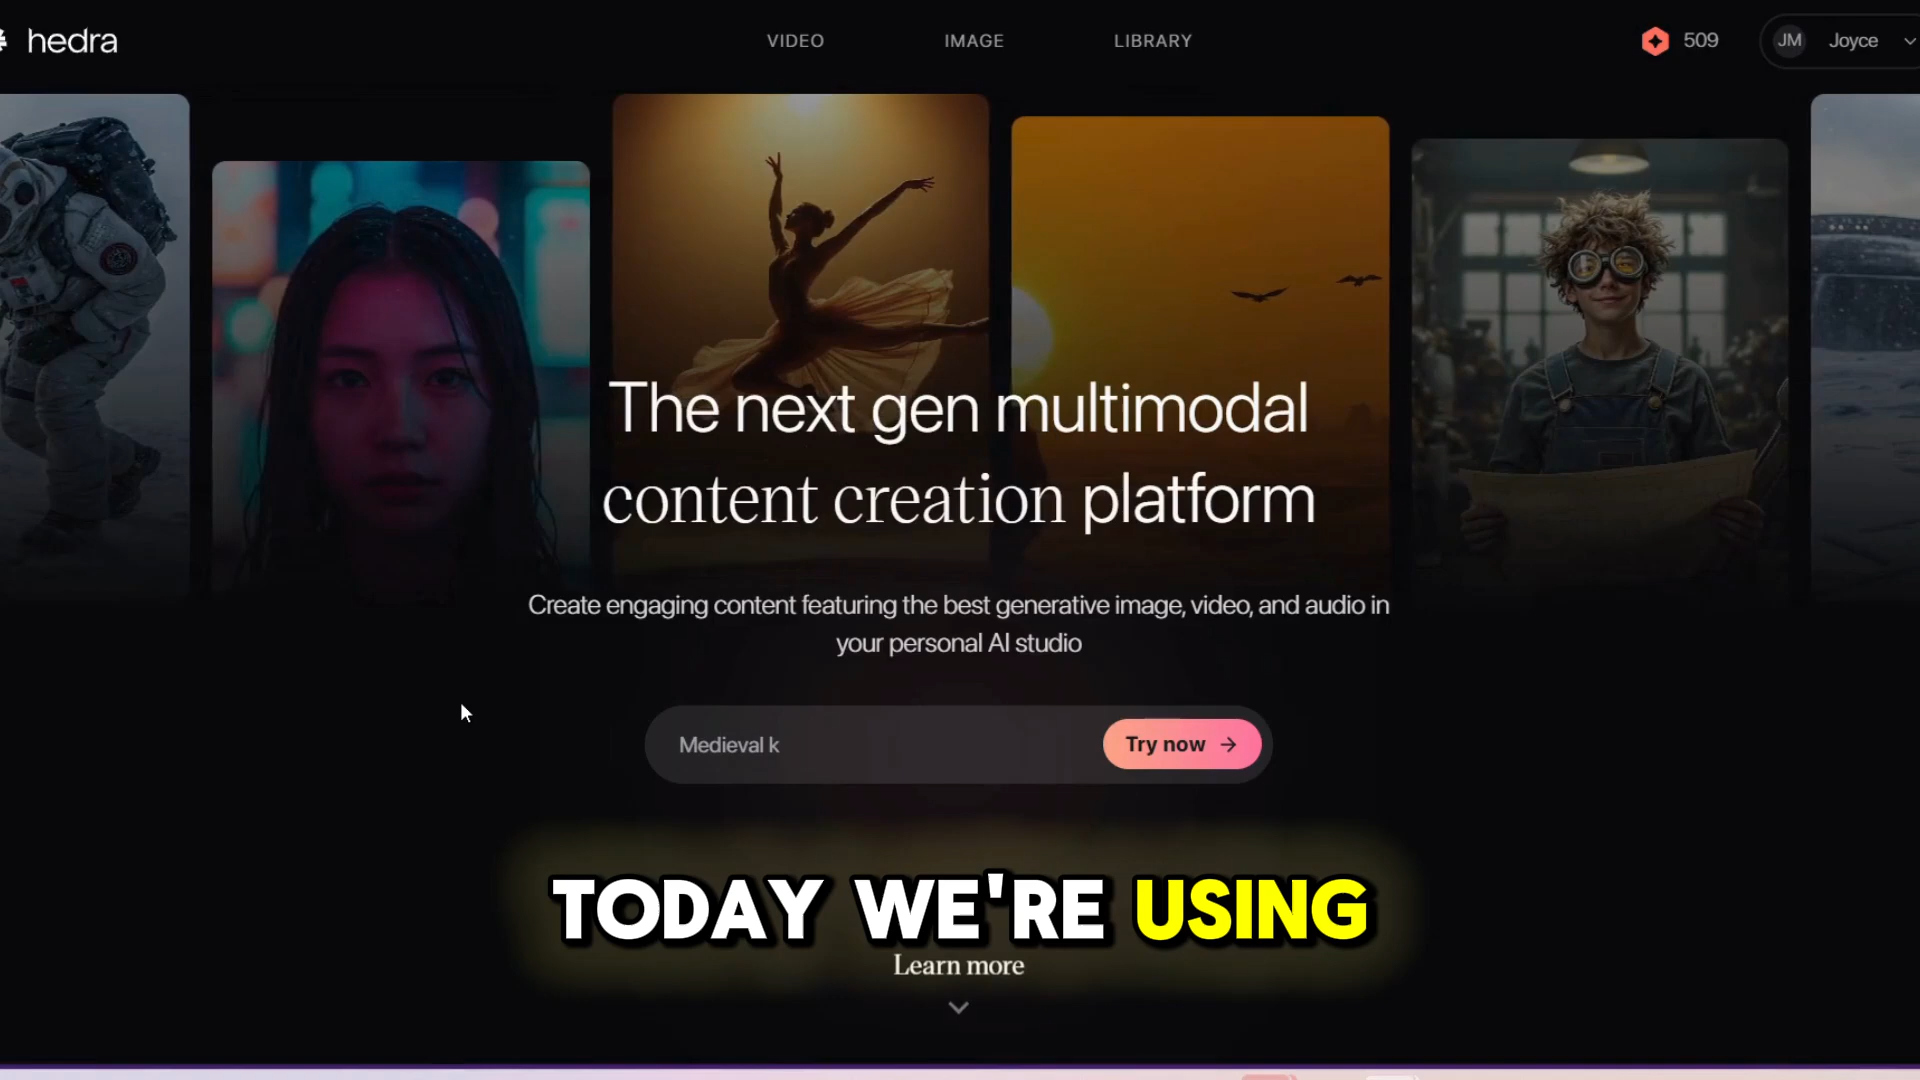 hedra
VIDEO
IMAGE
LIBRARY
509
JM
Joyce
The next gen multimodal
content creation platform
Create engaging content featuring the best generative image, video, and audio in
your personal AI studio
Medieval k
Try now
TODAY WE'RE USING
Learn more